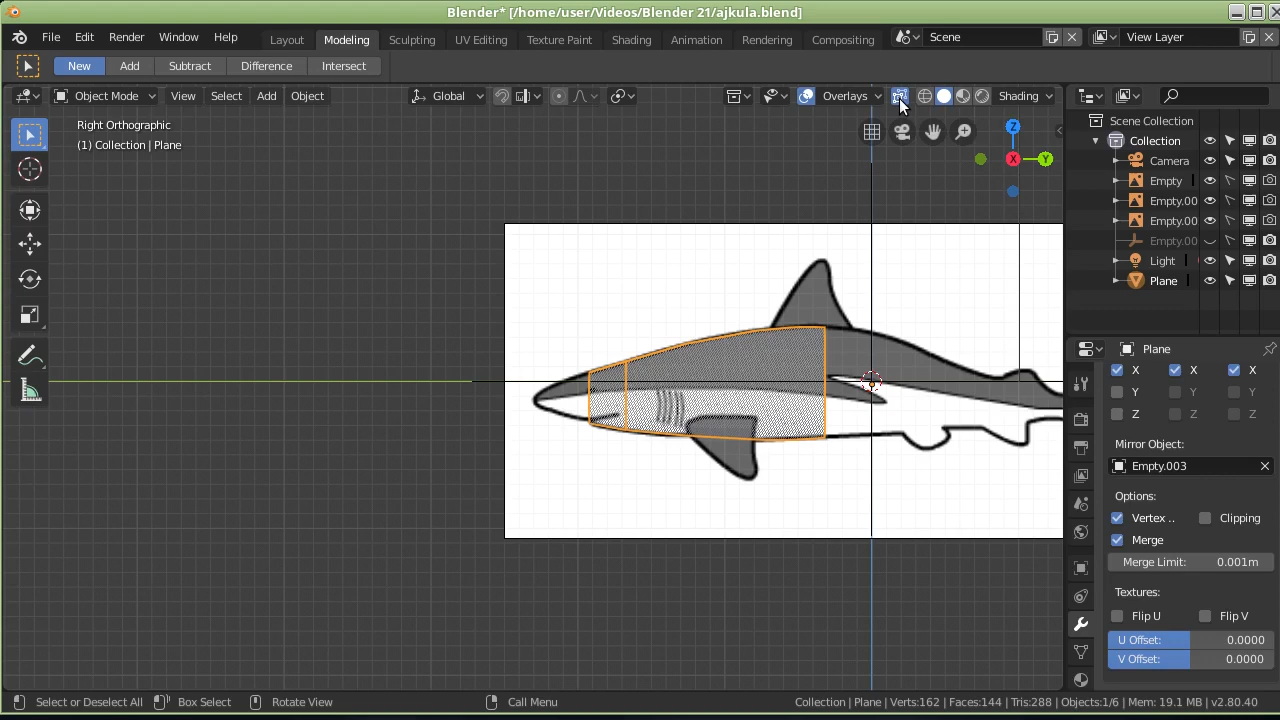 Blender* [/home/user/Videos/Blender 21/ajkula.blend]
File Edit Render Window Help Layout Modeling Sculpting UV Editing Texture Paint Shading Animation Rendering Compositing Scene View Layer
New Add Subtract Difference Intersect
Object Mode View Select Add Object Global Overlays Shading
Right Orthographic
(1) Collection | Plane
Z
X
Y
Scene Collection
Collection
Camera
Empty
Empty.00
Empty.00
Empty.00
Light
Plane
Plane
X X X
Y Y Y
Z Z Z
Mirror Object:
Empty.003
Options:
Vertex .. Clipping
Merge
Merge Limit: 0.001m
Textures:
Flip U Flip V
U Offset: 0.0000
V Offset: 0.0000
Select or Deselect All Box Select Rotate View Call Menu Collection | Plane | Verts:162 | Faces:144 | Tris:288 | Objects:1/6 | Mem: 19.1 MB | v2.80.40